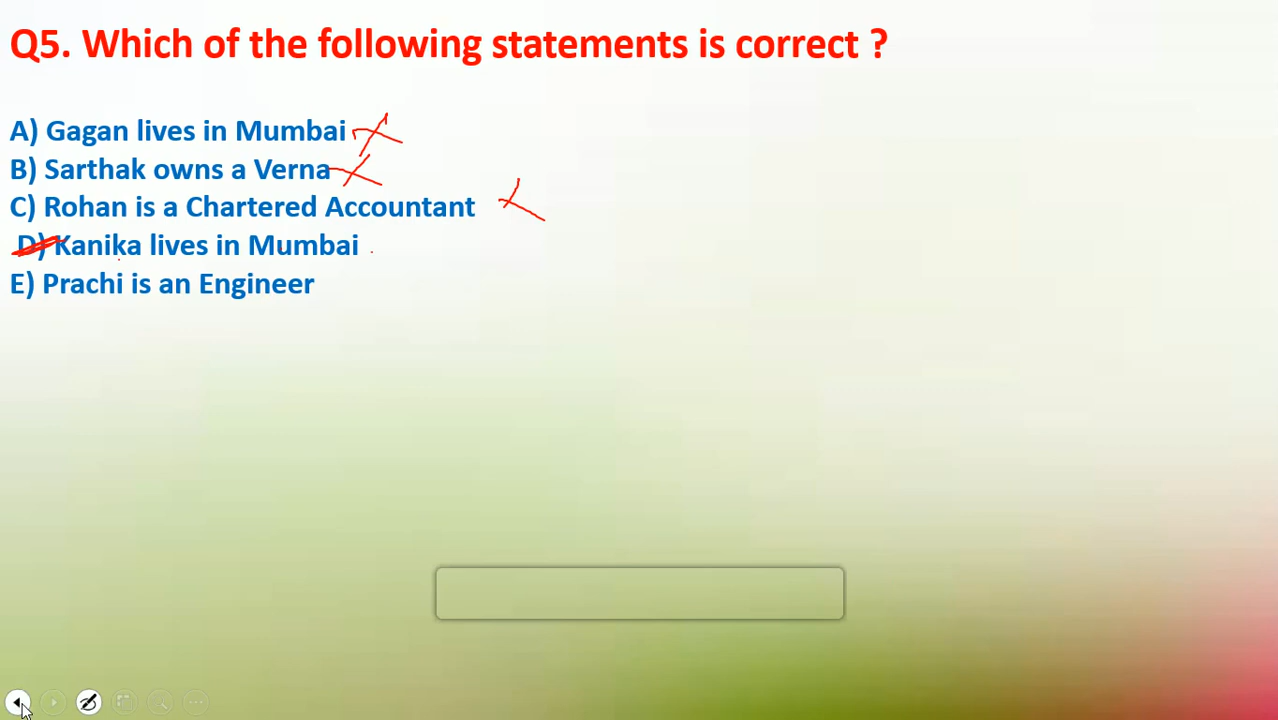 Q5. Which of the following statements is correct ?
A) Gagan lives in Mumbai
B) Sarthak owns a Verna
C) Rohan is a Chartered Accountant
D) Kanika lives in Mumbai
E) Prachi is an Engineer